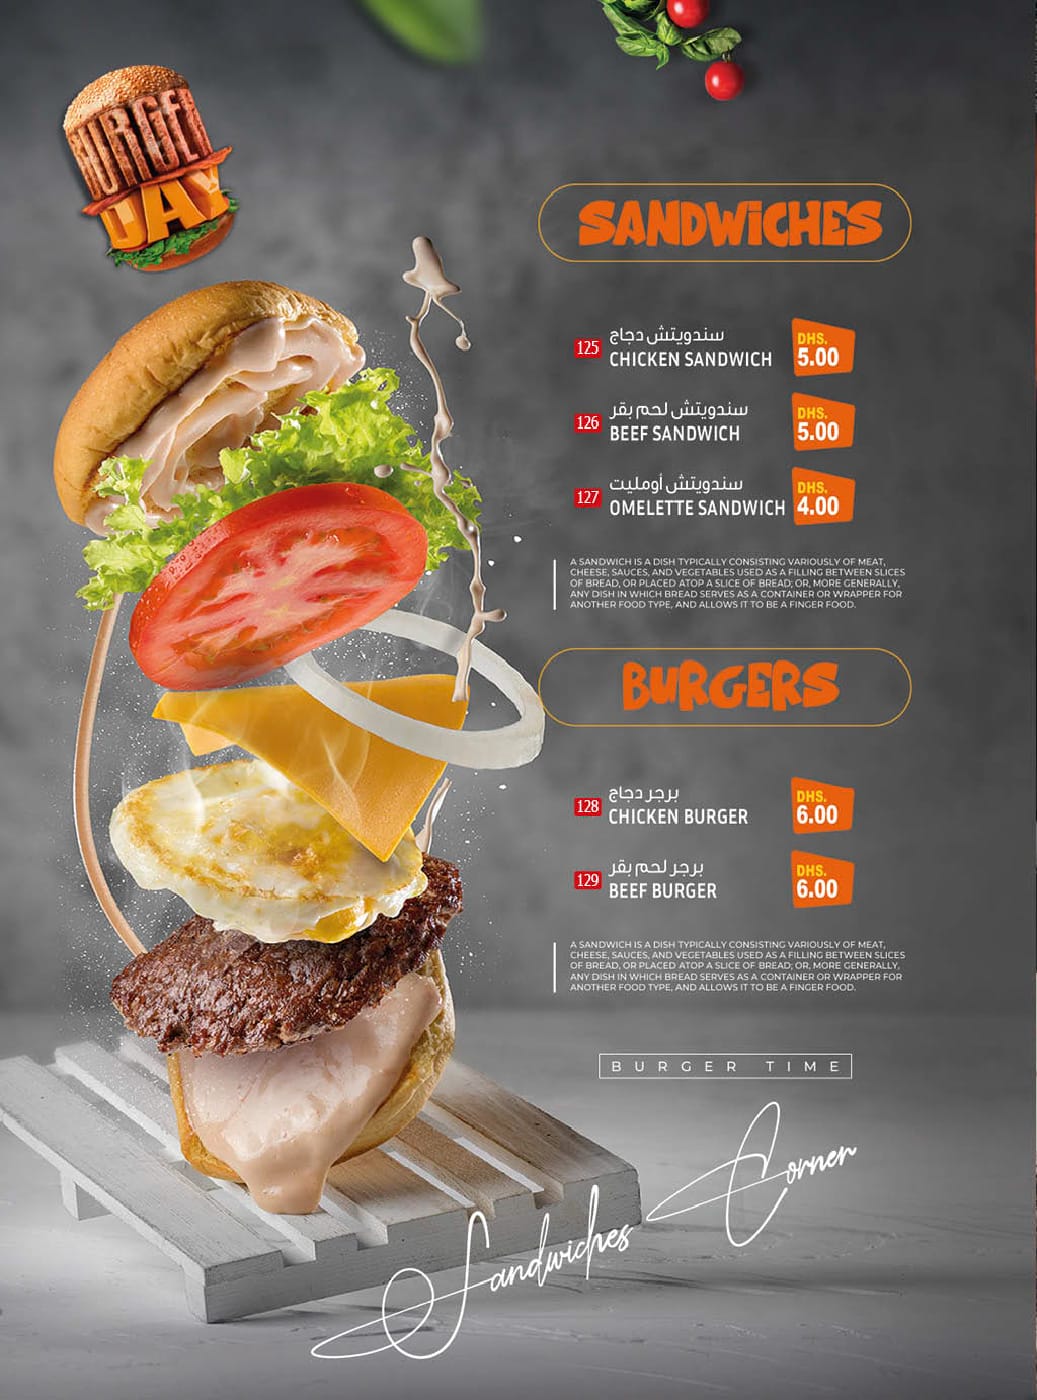 BURGER
DAY
SANDWiCHES
125
سندويتش دجاج
CHICKEN SANDWICH
DHS.
5.00
126
سندويتش لحم بقر
BEEF SANDWICH
DHS.
5.00
127
سندويتش أومليت
OMELETTE SANDWICH
DHS.
4.00
A SANDWICH IS A DISH TYPICALLY CONSISTING VARIOUSLY OF MEAT,
CHEESE, SAUCES, AND VEGETABLES USED AS A FILLING BETWEEN SLICES
OF BREAD, OR PLACED ATOP A SLICE OF BREAD; OR, MORE GENERALLY,
ANY DISH IN WHICH BREAD SERVES AS A CONTAINER OR WRAPPER FOR
ANOTHER FOOD TYPE, AND ALLOWS IT TO BE A FINGER FOOD.
BURGERS
128
برجر دجاج
CHICKEN BURGER
DHS.
6.00
129
برجر لحم بقر
BEEF BURGER
DHS.
6.00
A SANDWICH IS A DISH TYPICALLY CONSISTING VARIOUSLY OF MEAT,
CHEESE, SAUCES, AND VEGETABLES USED AS A FILLING BETWEEN SLICES
OF BREAD, OR PLACED ATOP A SLICE OF BREAD; OR, MORE GENERALLY,
ANY DISH IN WHICH BREAD SERVES AS A CONTAINER OR WRAPPER FOR
ANOTHER FOOD TYPE, AND ALLOWS IT TO BE A FINGER FOOD.
BURGER TIME
Sandwiches Corner